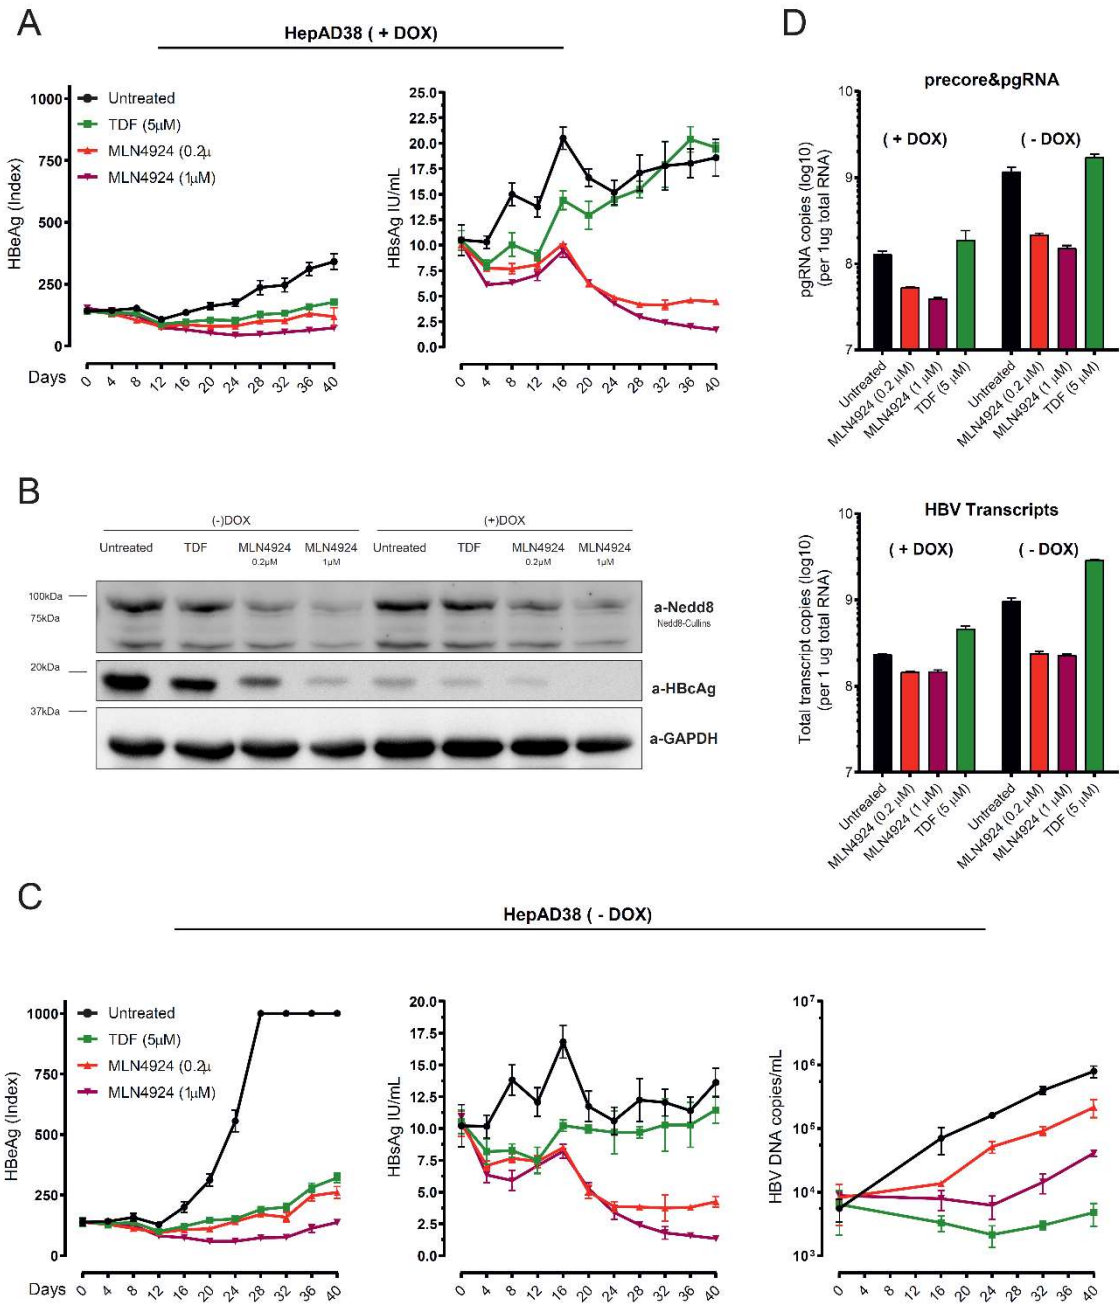 A
HepAD38 ( + DOX)
HBeAg (Index)
1000
750
500
250
0
Untreated
TDF (5µM)
MLN4924 (0.2µ
MLN4924 (1µM)
Days
0 4 8 12 16 20 24 28 32 36 40
HBsAg IU/mL
25.0
22.5
20.0
17.5
15.0
12.5
10.0
7.5
5.0
2.5
0.0
0 4 8 12 16 20 24 28 32 36 40
B
(-)DOX (+)DOX
Untreated TDF MLN4924 MLN4924 Untreated TDF MLN4924 MLN4924
0.2µM 1µM 0.2µM 1µM
100kDa
75kDa
a-Nedd8
Nedd8-Cullins
20kDa
a-HBcAg
37kDa
a-GAPDH
C
HepAD38 ( - DOX)
HBeAg (Index)
1000
750
500
250
0
Untreated
TDF (5µM)
MLN4924 (0.2µ
MLN4924 (1µM)
Days
0 4 8 12 16 20 24 28 32 36 40
HBsAg IU/mL
20.0
17.5
15.0
12.5
10.0
7.5
5.0
2.5
0.0
0 4 8 12 16 20 24 28 32 36 40
HBV DNA copies/mL
10⁷
10⁶
10⁵
10⁴
10³
0 4 8 12 16 20 24 28 32 36 40
D
precore&pgRNA
pgRNA copies (log10)
(per 1ug total RNA)
10
9
8
7
( + DOX) ( - DOX)
Untreated
MLN4924 (0.2 µM)
MLN4924 (1 µM)
TDF (5 µM)
Untreated
MLN4924 (0.2 µM)
MLN4924 (1 µM)
TDF (5 µM)
HBV Transcripts
Total transcript copies (log10)
(per 1 ug total RNA)
10
9
8
7
( + DOX) ( - DOX)
Untreated
MLN4924 (0.2 µM)
MLN4924 (1 µM)
TDF (5 µM)
Untreated
MLN4924 (0.2 µM)
MLN4924 (1 µM)
TDF (5 µM)